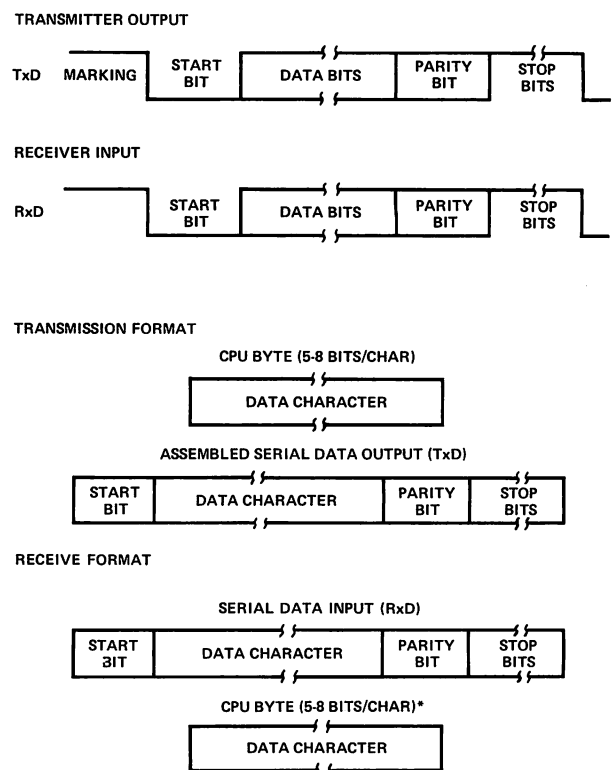 TRANSMITTER OUTPUT
TxD MARKING START BIT DATA BITS PARITY BIT STOP BITS
RECEIVER INPUT
RxD START BIT DATA BITS PARITY BIT STOP BITS
TRANSMISSION FORMAT
CPU BYTE (5-8 BITS/CHAR)
DATA CHARACTER
ASSEMBLED SERIAL DATA OUTPUT (TxD)
START BIT DATA CHARACTER PARITY BIT STOP BITS
RECEIVE FORMAT
SERIAL DATA INPUT (RxD)
START BIT DATA CHARACTER PARITY BIT STOP BITS
CPU BYTE (5-8 BITS/CHAR)*
DATA CHARACTER